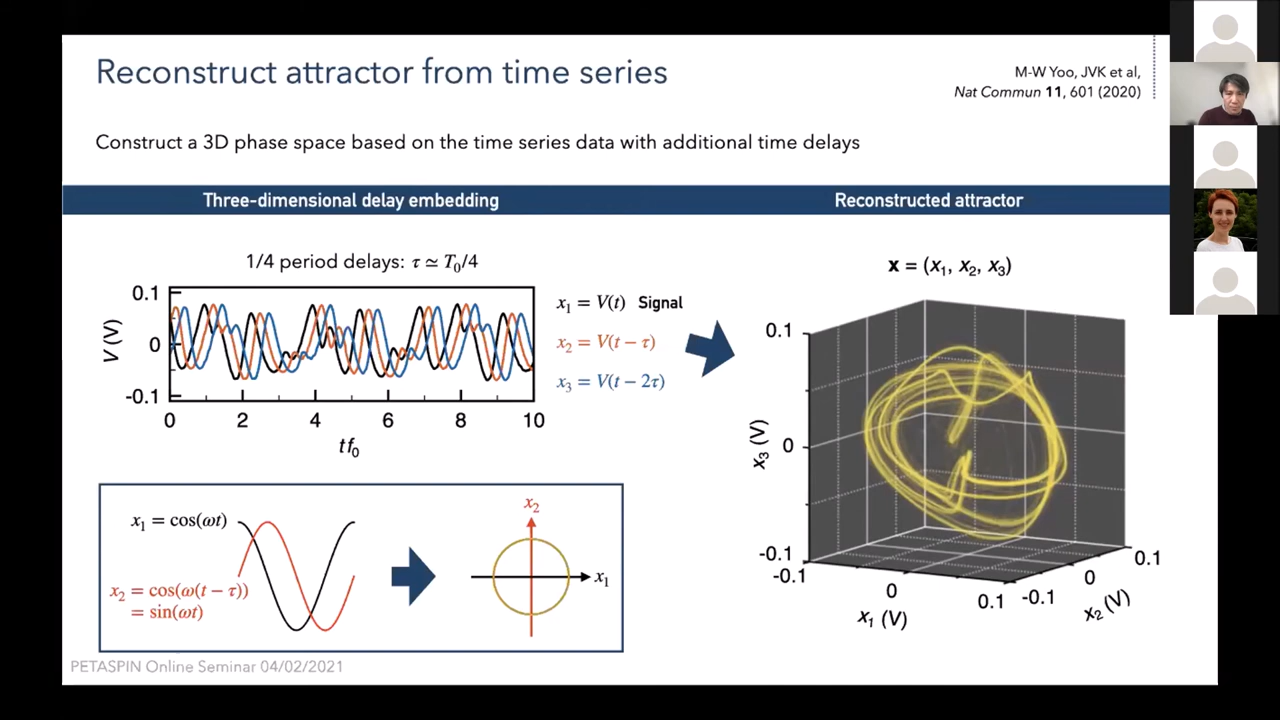 Reconstruct attractor from time series
M-W Yoo, JVK et al,
Nat Commun 11, 601 (2020)
Construct a 3D phase space based on the time series data with additional time delays
Three-dimensional delay embedding
Reconstructed attractor
1/4 period delays: τ ≃ T₀/4
0.1
0
-0.1
V (V)
0 2 4 6 8 10
tf₀
x₁ = V(t) Signal
x₂ = V(t − τ)
x₃ = V(t − 2τ)
x = (x₁, x₂, x₃)
0.1
0
-0.1
x₃ (V)
-0.1 0 0.1
x₁ (V)
-0.1 0 0.1
x₂ (V)
x₁ = cos(ωt)
x₂ = cos(ω(t − τ))
= sin(ωt)
x₂
x₁
PETASPIN Online Seminar 04/02/2021